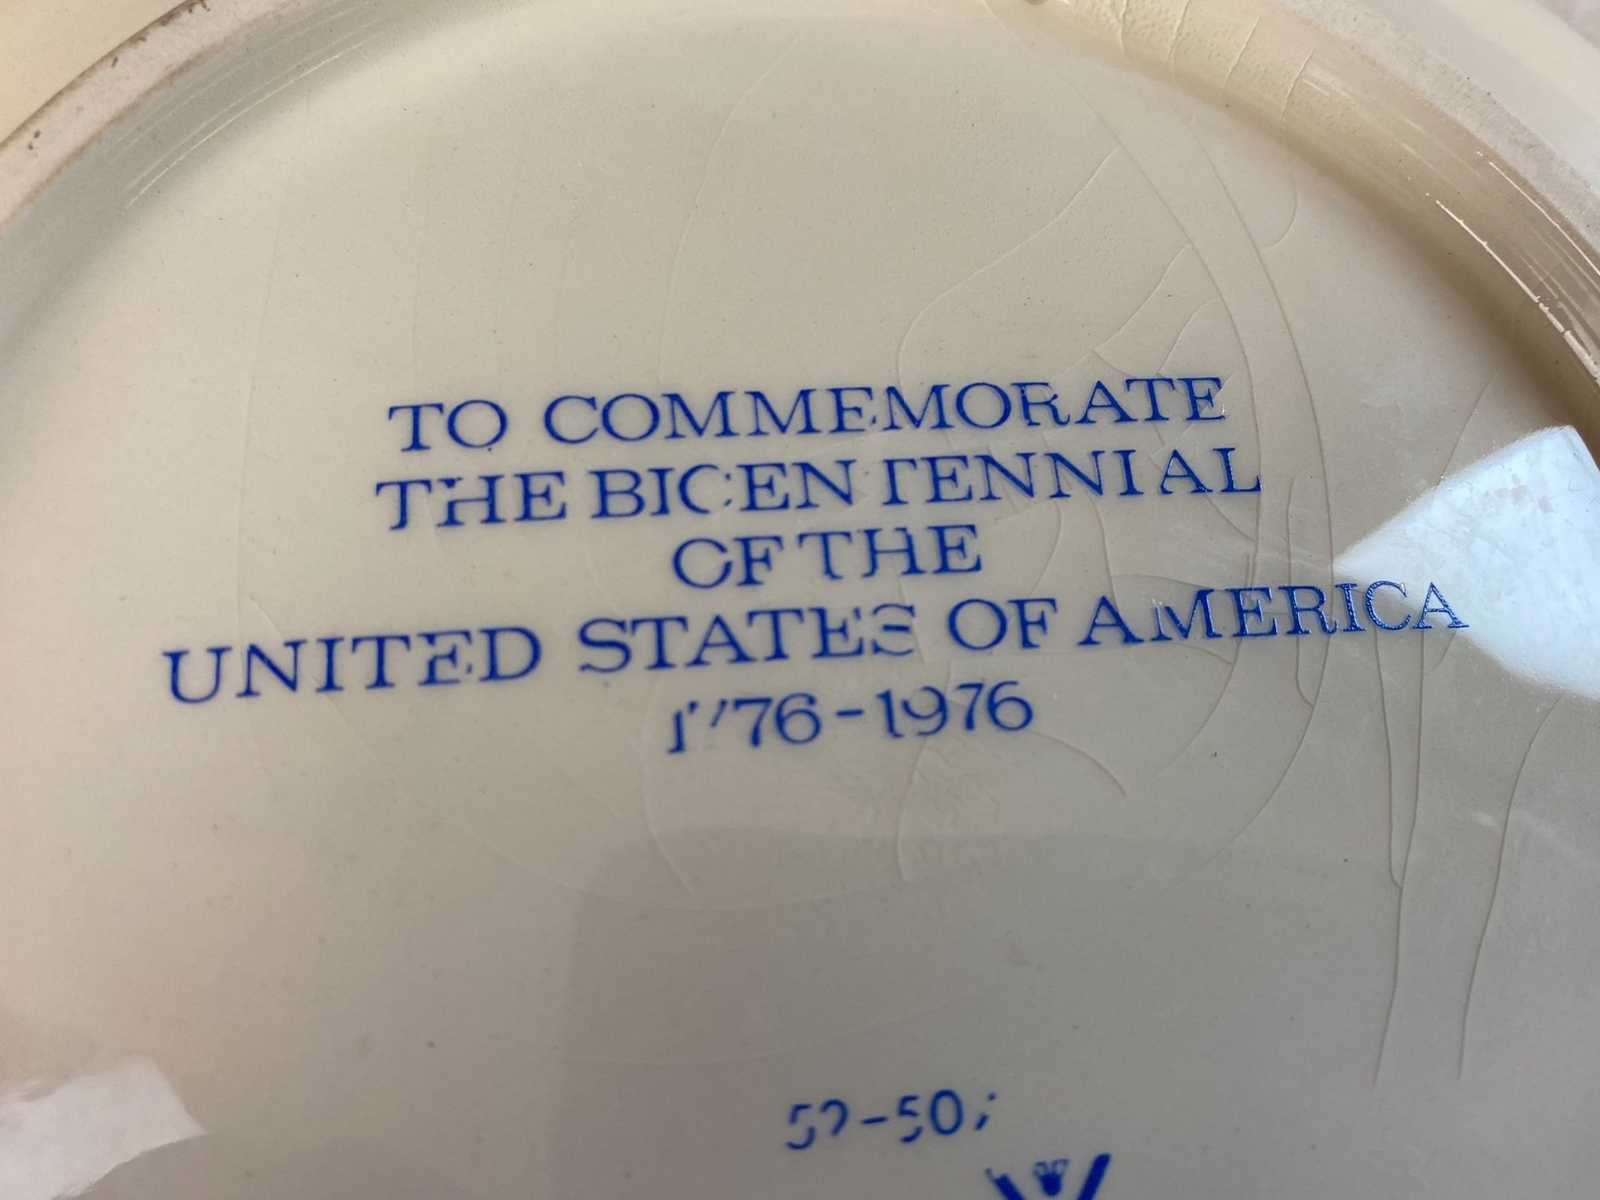 TO COMMEMORATE
THE BICENTENNIAL
OF THE
UNITED STATES OF AMERICA
1776-1976